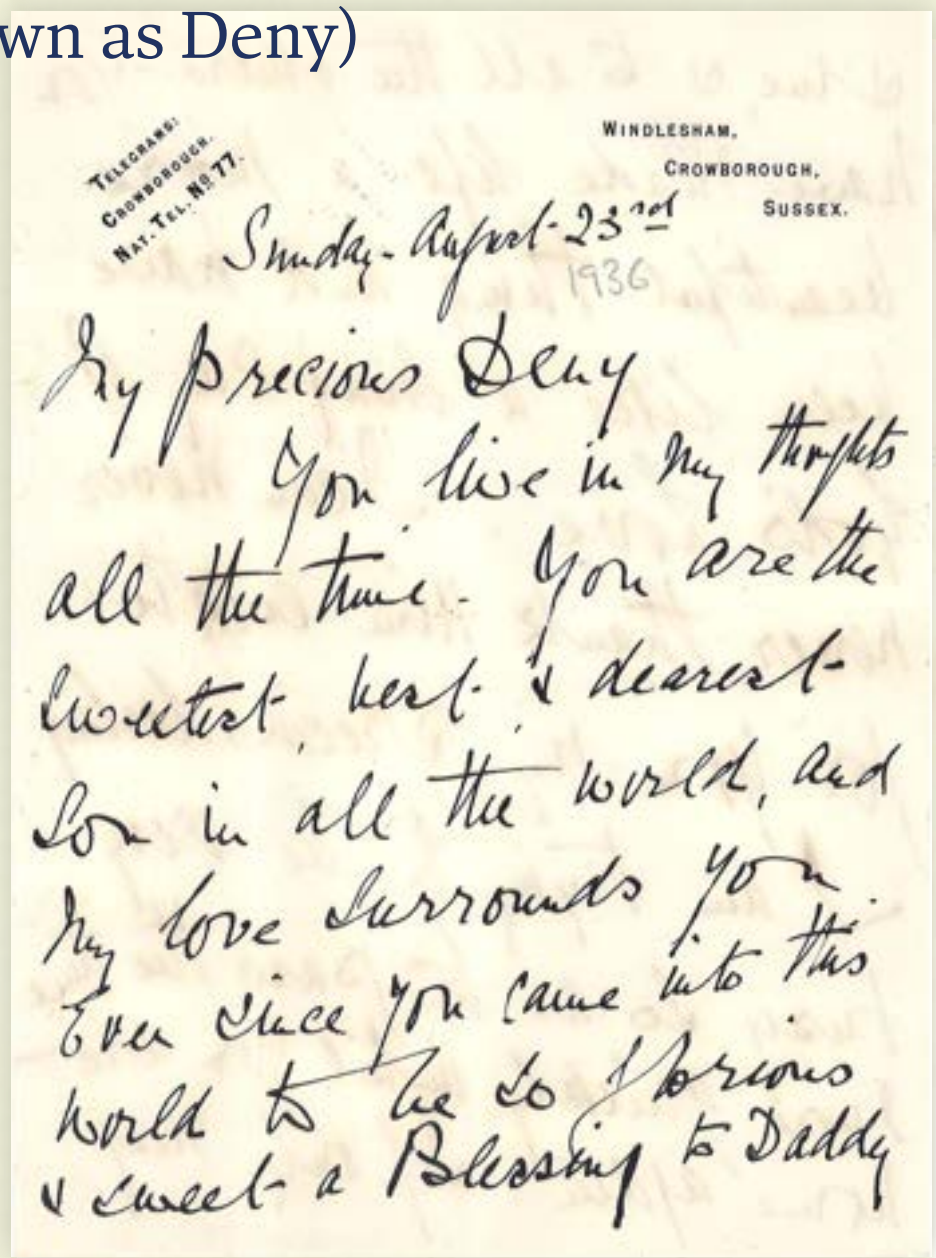 wn as Deny)
TELEGRAMS:
CROWBOROUGH.
NAT. TEL. Nº 77.
WINDLESHAM,
CROWBOROUGH,
SUSSEX.
Sunday - August - 23rd
1936
My precious Deny
You live in my thoughts
all the time. You are the
sweetest, best & dearest
son in all the world, and
my love surrounds you.
Ever since you came into this
world to be so glorious
& sweet a Blessing to Daddy